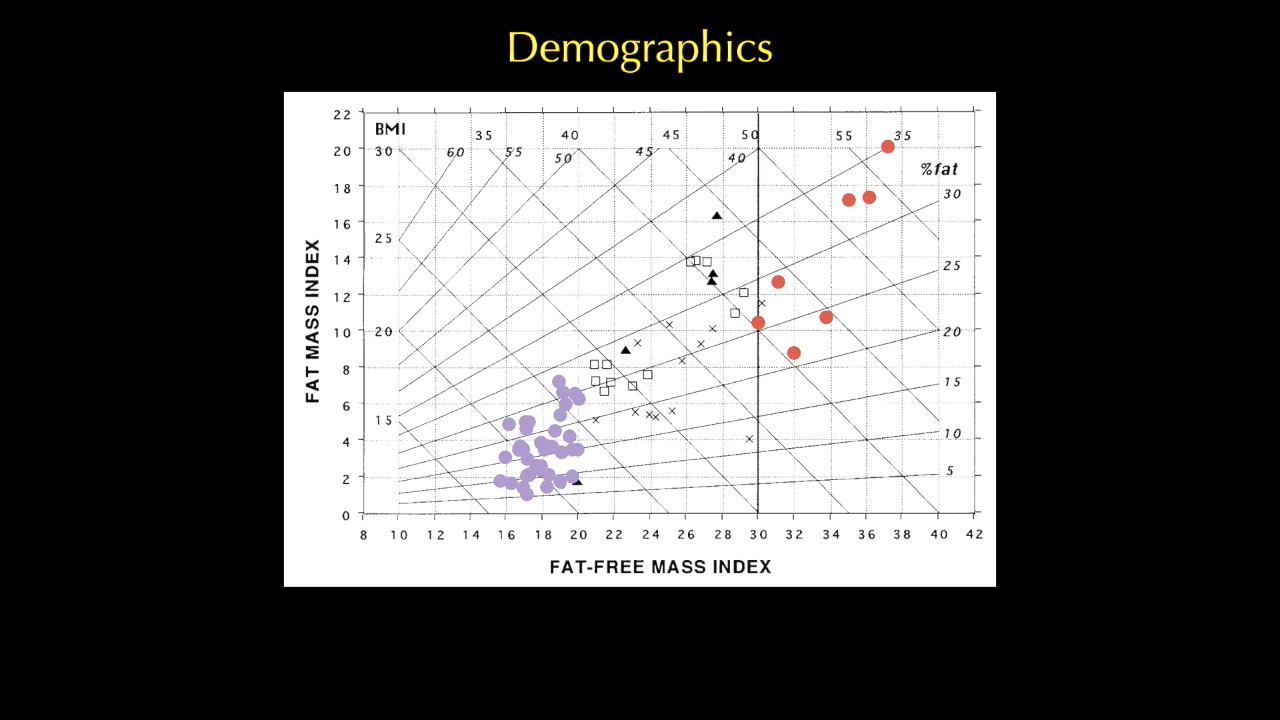 Demographics
22
BMI 35 40 45 50 55 35
20 30 60 55 50 45 40
%fat
18 30
16
25
14 25
12
10 20 20
8
15
6
15
4 10
2 5
0
8 10 12 14 16 18 20 22 24 26 28 30 32 34 36 38 40 42
FAT MASS INDEX
FAT-FREE MASS INDEX